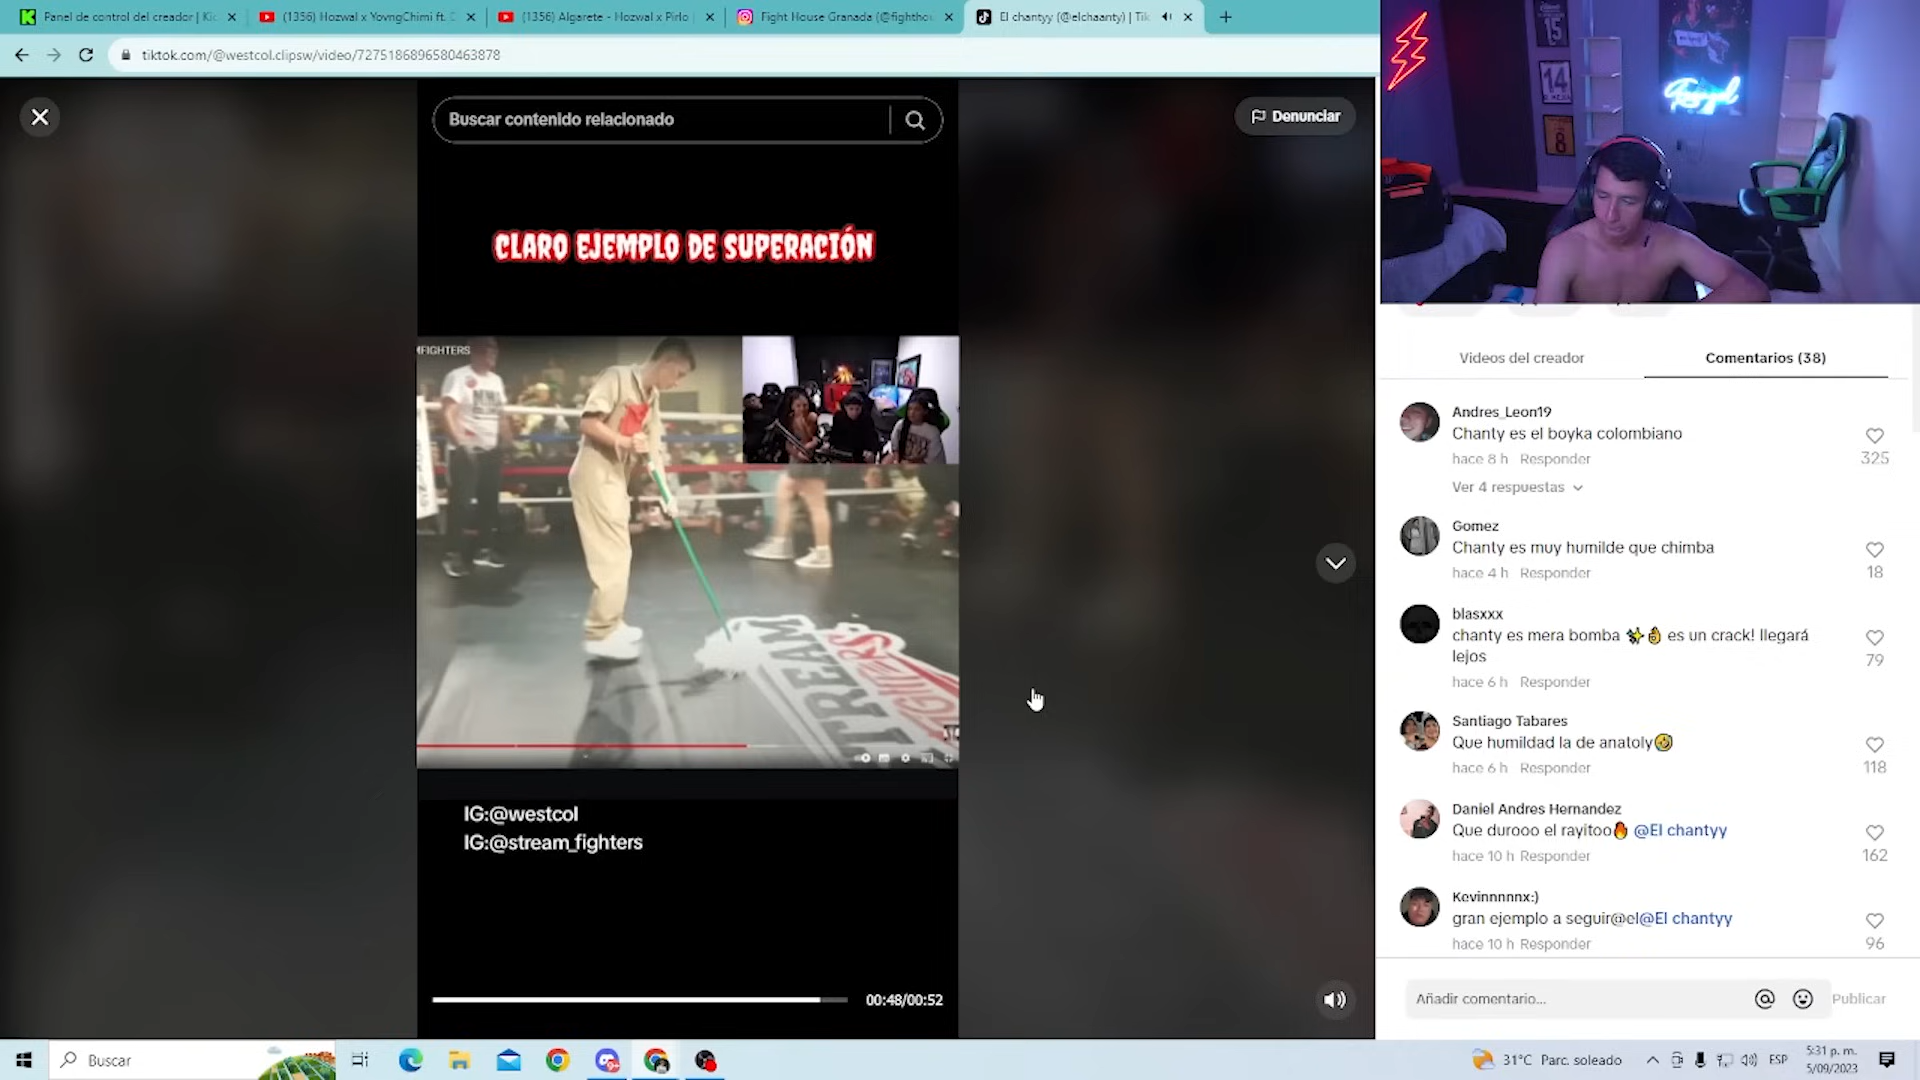 Panel de control del creador | Kic
(1356) Hozwal x YovngChimi ft. D
(1356) Algarete - Hozwal x Pirlo
Fight House Granada (@fighthou
El chantyy (@elchaanty) | Tik
tiktok.com/@westcol.clipsw/video/7275186896580463878
Buscar contenido relacionado
Denunciar
CLARO EJEMPLO DE SUPERACIÓN
MFIGHTERS
STREAM
FIGHTERS
IG:@westcol
IG:@stream_fighters
00:48/00:52
15
14
8
Videos del creador
Comentarios (38)
Andres_Leon19
Chanty es el boyka colombiano
hace 8 h Responder
325
Ver 4 respuestas
Gomez
Chanty es muy humilde que chimba
hace 4 h Responder
18
blasxxx
chanty es mera bomba ✨👌 es un crack! llegará
lejos
hace 6 h Responder
79
Santiago Tabares
Que humildad la de anatoly🤣
hace 6 h Responder
118
Daniel Andres Hernandez
Que durooo el rayitoo🔥 @El chantyy
hace 10 h Responder
162
Kevinnnnnx:)
gran ejemplo a seguir@el@El chantyy
hace 10 h Responder
96
Añadir comentario...
Publicar
Buscar
31°C Parc. soleado
ESP
5:31 p. m.
5/09/2023